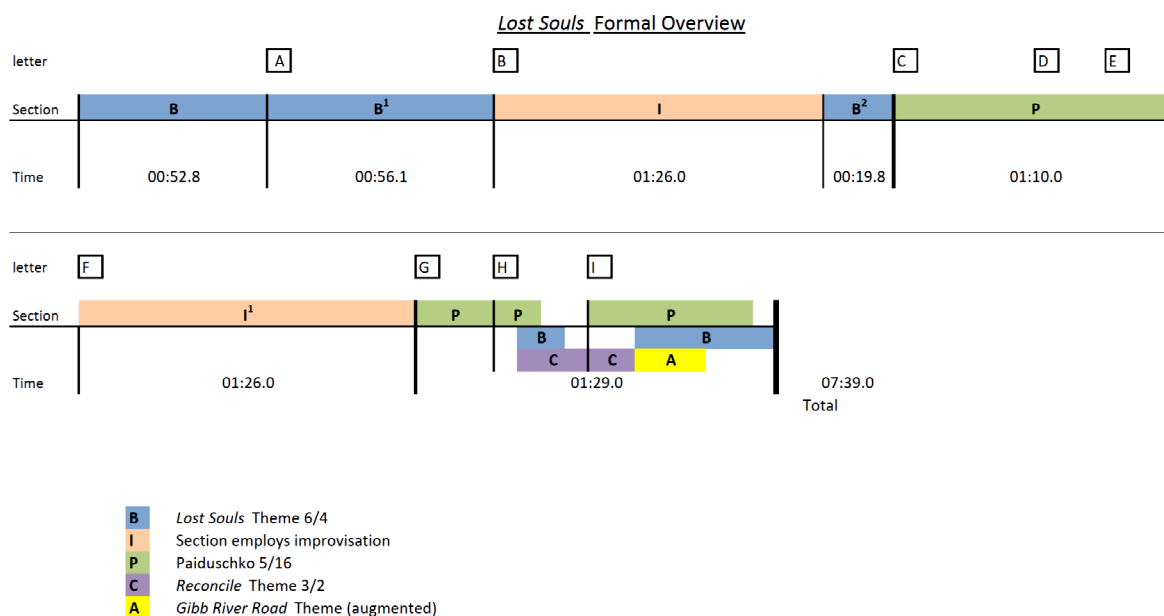 Lost Souls Formal Overview
letter A B C D E
Section B B¹ I B² P
Time 00:52.8 00:56.1 01:26.0 00:19.8 01:10.0
letter F G H I
Section I¹ P P P
B B
C C A
Time 01:26.0 01:29.0 07:39.0
Total
B Lost Souls Theme 6/4
I Section employs improvisation
P Paiduschko 5/16
C Reconcile Theme 3/2
A Gibb River Road Theme (augmented)